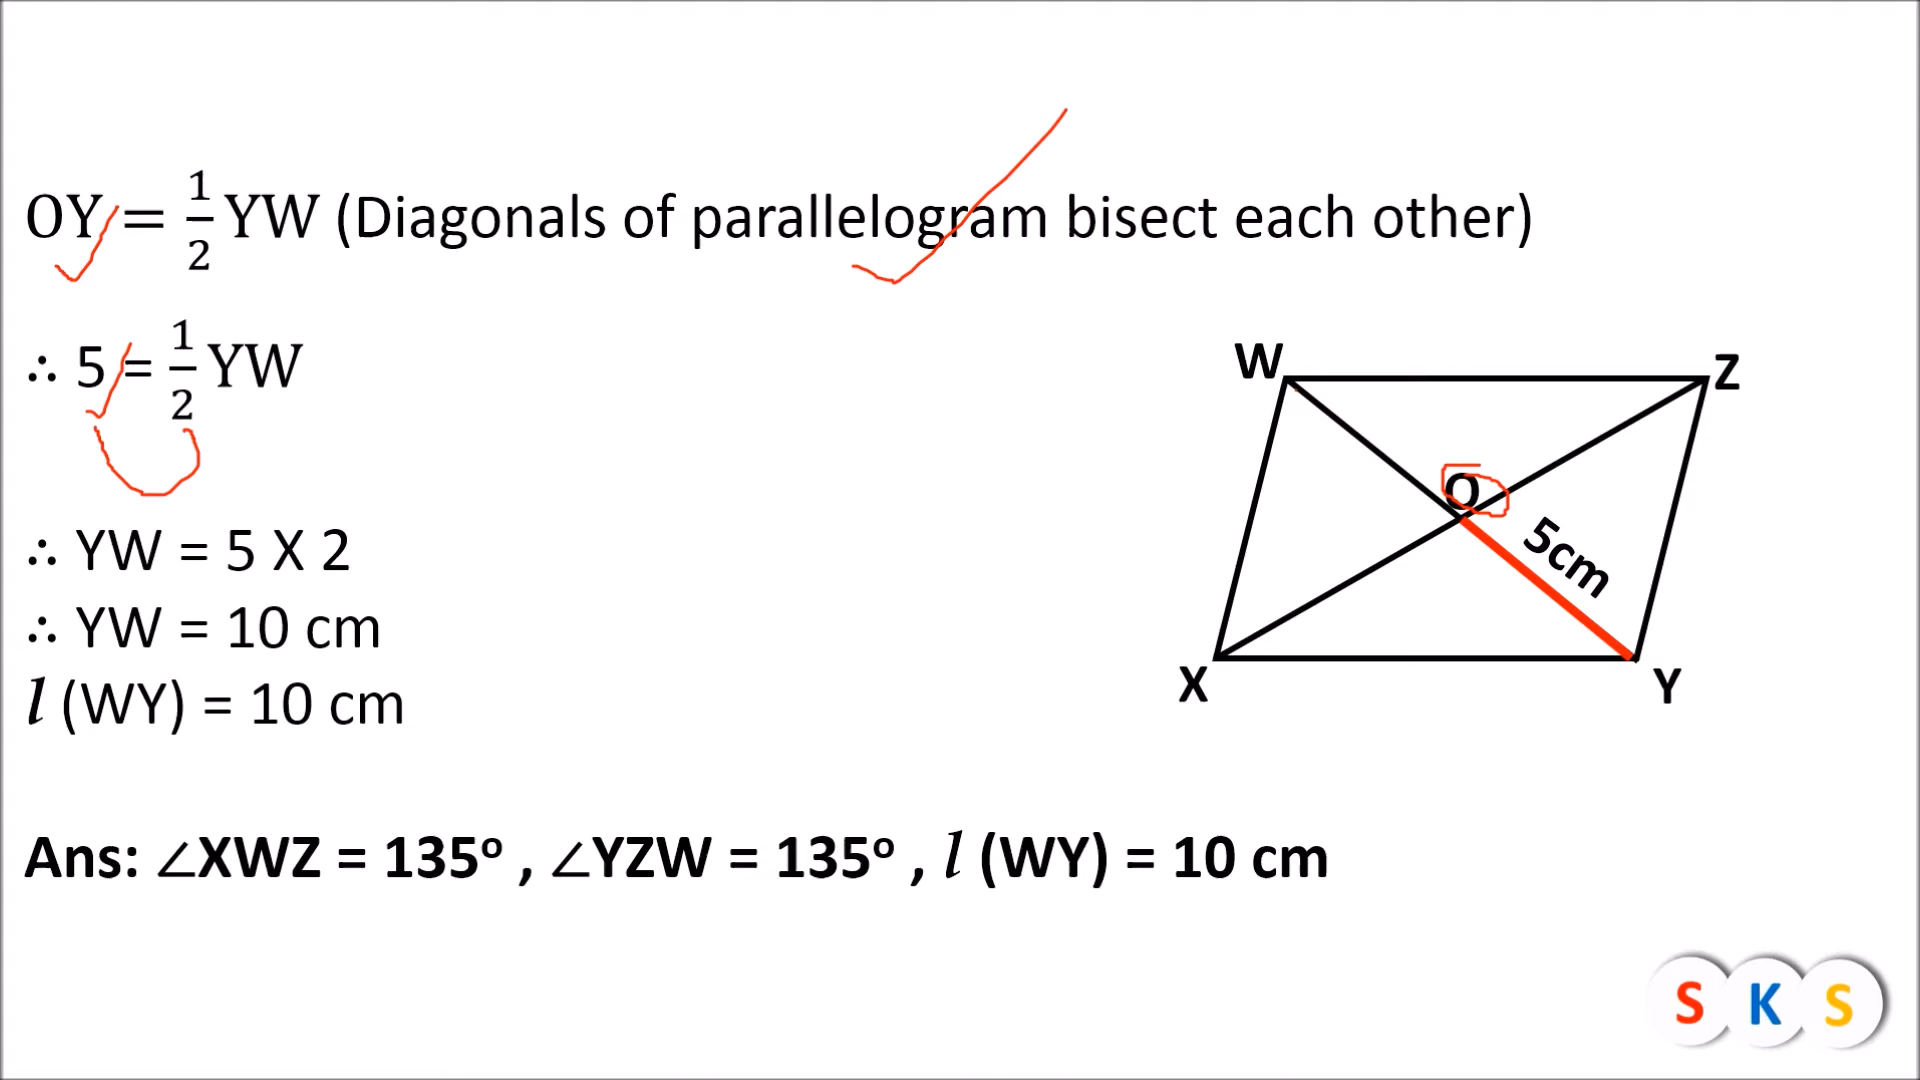 OY = 1/2 YW (Diagonals of parallelogram bisect each other)
∴ 5 = 1/2 YW
∴ YW = 5 X 2
∴ YW = 10 cm
l (WY) = 10 cm
W
Z
O
5cm
X
Y
Ans: ∠XWZ = 135° , ∠YZW = 135° , l (WY) = 10 cm
S K S